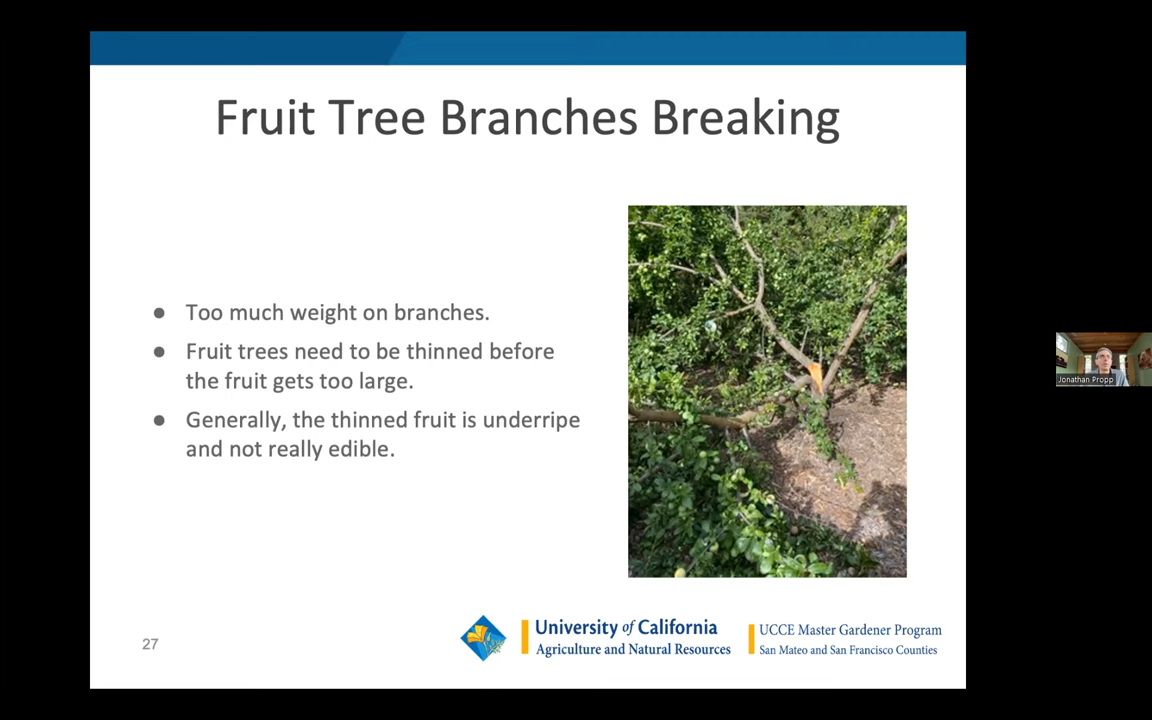 Fruit Tree Branches Breaking
● Too much weight on branches.
● Fruit trees need to be thinned before
the fruit gets too large.
● Generally, the thinned fruit is underripe
and not really edible.
Jonathan Propp
27
University of California
Agriculture and Natural Resources
UCCE Master Gardener Program
San Mateo and San Francisco Counties